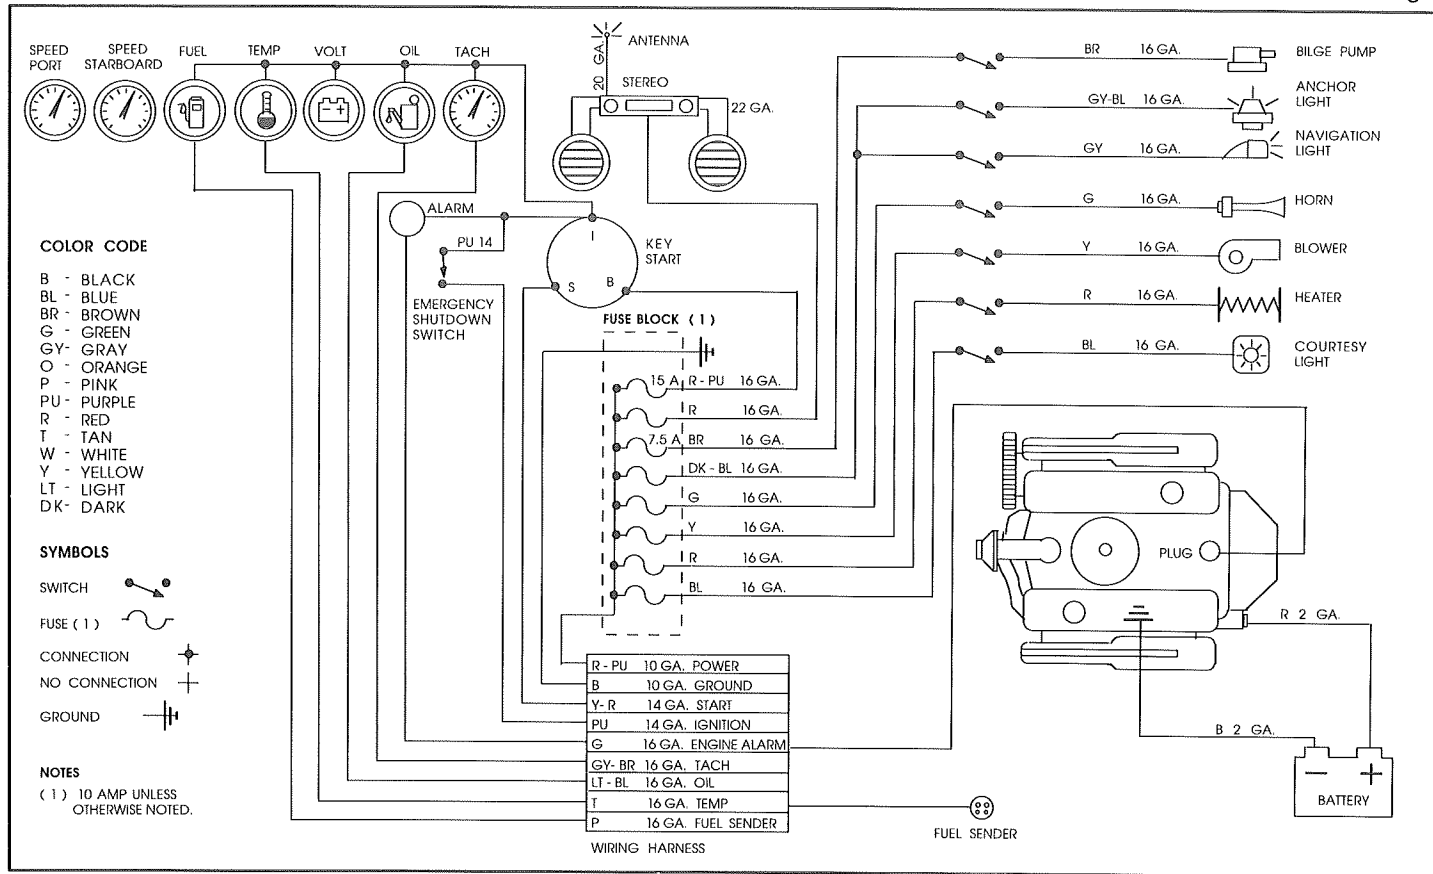 SPEED PORT
SPEED STARBOARD
FUEL
TEMP
VOLT
OIL
TACH
20 GA.
ANTENNA
STEREO
22 GA.
BR 16 GA.
BILGE PUMP
GY-BL 16 GA.
ANCHOR LIGHT
GY 16 GA.
NAVIGATION LIGHT
G 16 GA.
HORN
Y 16 GA.
BLOWER
R 16 GA.
HEATER
BL 16 GA.
COURTESY LIGHT
ALARM
PU 14
EMERGENCY
SHUTDOWN
SWITCH
I
S
B
KEY
START
COLOR CODE
B - BLACK
BL - BLUE
BR - BROWN
G - GREEN
GY- GRAY
O - ORANGE
P - PINK
PU - PURPLE
R - RED
T - TAN
W - WHITE
Y - YELLOW
LT - LIGHT
DK- DARK
SYMBOLS
SWITCH
FUSE ( 1 )
CONNECTION
NO CONNECTION
GROUND
NOTES
( 1 ) 10 AMP UNLESS
OTHERWISE NOTED.
FUSE BLOCK ( 1 )
15 A R - PU 16 GA.
R 16 GA.
7.5 A BR 16 GA.
DK - BL 16 GA.
G 16 GA.
Y 16 GA.
R 16 GA.
BL 16 GA.
R - PU 10 GA. POWER
B 10 GA. GROUND
Y- R 14 GA. START
PU 14 GA. IGNITION
G 16 GA. ENGINE ALARM
GY- BR 16 GA. TACH
LT - BL 16 GA. OIL
T 16 GA. TEMP
P 16 GA. FUEL SENDER
WIRING HARNESS
FUEL SENDER
PLUG
R 2 GA.
B 2 GA.
BATTERY